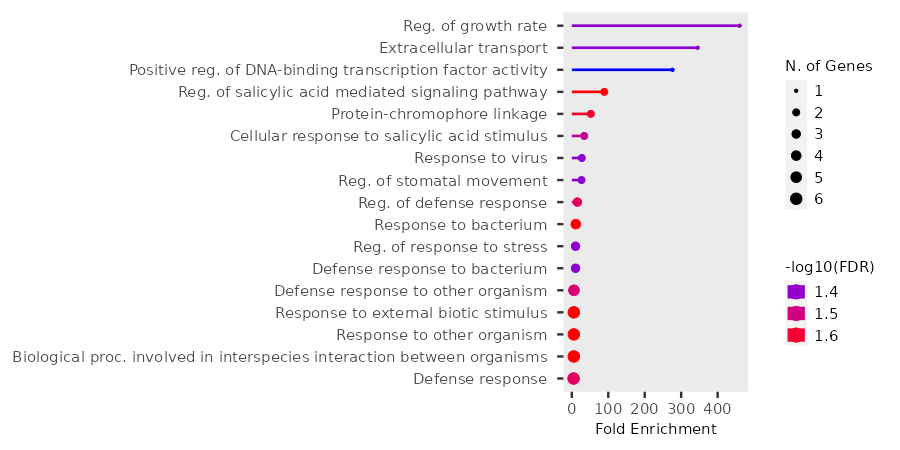 Reg. of growth rate
Extracellular transport
Positive reg. of DNA-binding transcription factor activity
Reg. of salicylic acid mediated signaling pathway
Protein-chromophore linkage
Cellular response to salicylic acid stimulus
Response to virus
Reg. of stomatal movement
Reg. of defense response
Response to bacterium
Reg. of response to stress
Defense response to bacterium
Defense response to other organism
Response to external biotic stimulus
Response to other organism
Biological proc. involved in interspecies interaction between organisms
Defense response
0 100 200 300 400
Fold Enrichment
N. of Genes
1
2
3
4
5
6
-log10(FDR)
1.4
1.5
1.6